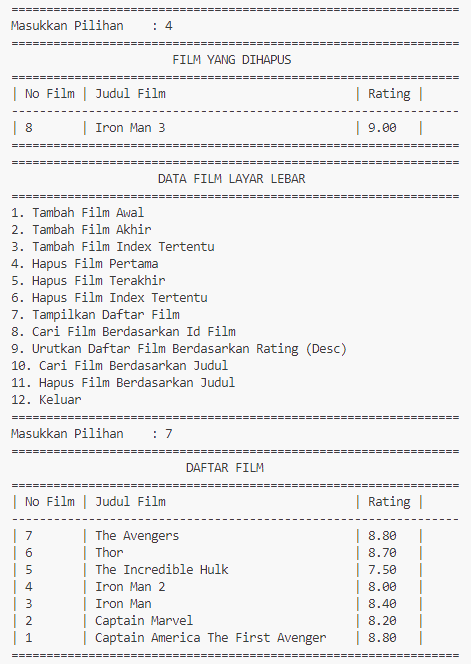 ================================================================
Masukkan Pilihan    : 4
================================================================
FILM YANG DIHAPUS
================================================================
| No Film | Judul Film | Rating |
----------------------------------------------------------------
| 8 | Iron Man 3 | 9.00 |
================================================================
================================================================
DATA FILM LAYAR LEBAR
================================================================
1. Tambah Film Awal
2. Tambah Film Akhir
3. Tambah Film Index Tertentu
4. Hapus Film Pertama
5. Hapus Film Terakhir
6. Hapus Film Index Tertentu
7. Tampilkan Daftar Film
8. Cari Film Berdasarkan Id Film
9. Urutkan Daftar Film Berdasarkan Rating (Desc)
10. Cari Film Berdasarkan Judul
11. Hapus Film Berdasarkan Judul
12. Keluar
================================================================
Masukkan Pilihan    : 7
================================================================
DAFTAR FILM
================================================================
| No Film | Judul Film | Rating |
----------------------------------------------------------------
| 7 | The Avengers | 8.80 |
| 6 | Thor | 8.70 |
| 5 | The Incredible Hulk | 7.50 |
| 4 | Iron Man 2 | 8.00 |
| 3 | Iron Man | 8.40 |
| 2 | Captain Marvel | 8.20 |
| 1 | Captain America The First Avenger | 8.80 |
================================================================